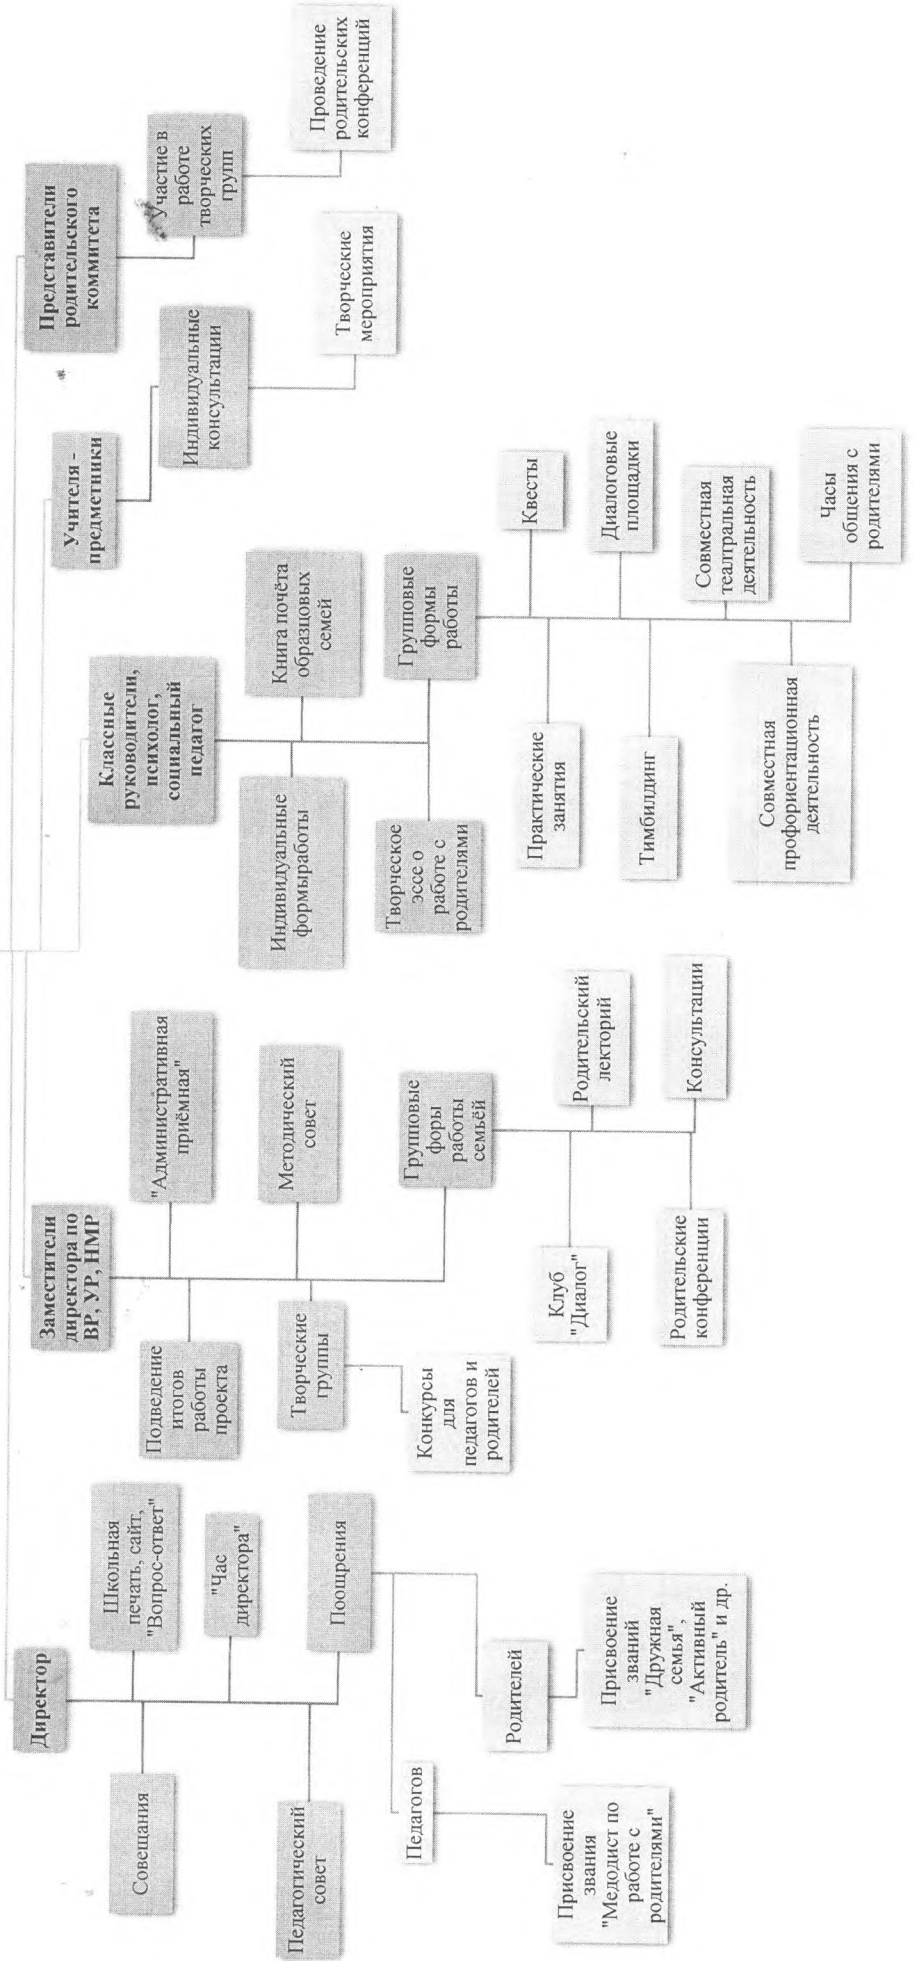 Директор
Совещания
Школьная
печать, сайт,
"Вопрос-ответ"
"Час
директора"
Педагогический
совет
Поощрения
Педагогов
Присвоение
звания
"Медодист по
работе с
родителями"
Родителей
Присвоение
званий
"Дружная
семья",
"Активный
родитель" и др.
Заместители
директора по
ВР, УР, НМР
Подведение
итогов
работы
проекта
"Административная
приёмная"
Творческие
группы
Методический
совет
Конкурсы
для
педагогов и
родителей
Групповые
форы
работы
семьёй
Клуб
"Диалог"
Родительский
лекторий
Родительские
конференции
Консультации
Классные
руководители,
психолог,
социальный
педагог
Индивидуальные
формыработы
Книга почёта
образцовых
семей
Творческое
эссе о
работе с
родителями
Групповые
формы
работы
Практические
занятия
Квесты
Тимбилдинг
Диалоговые
площадки
Совместная
профориентационная
деятельность
Совместная
теалтральная
деятельность
Часы
общения с
родителями
Учителя -
предметники
Индивидуальные
консультации
Творческие
мероприятия
Представители
родительского
коммитета
Участие в
работе
творческих
групп
Проведение
родительских
конференций